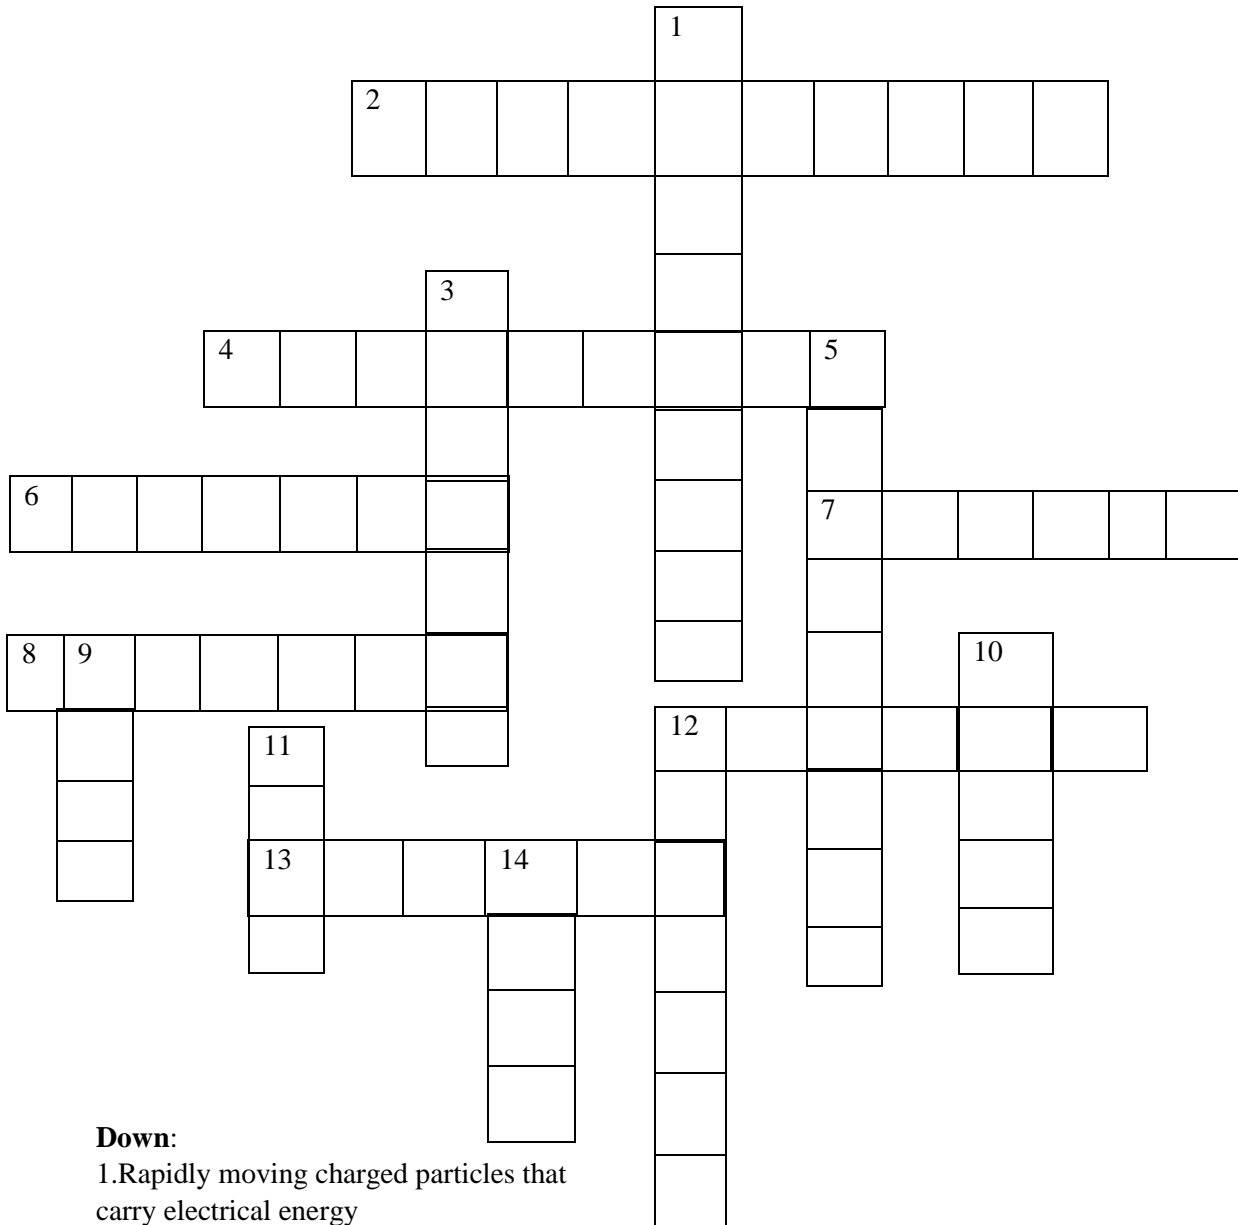 1
2
3
4 5
6
7
8 9 10
11 12
13 14
Down:
1.Rapidly moving charged particles that
carry electrical energy